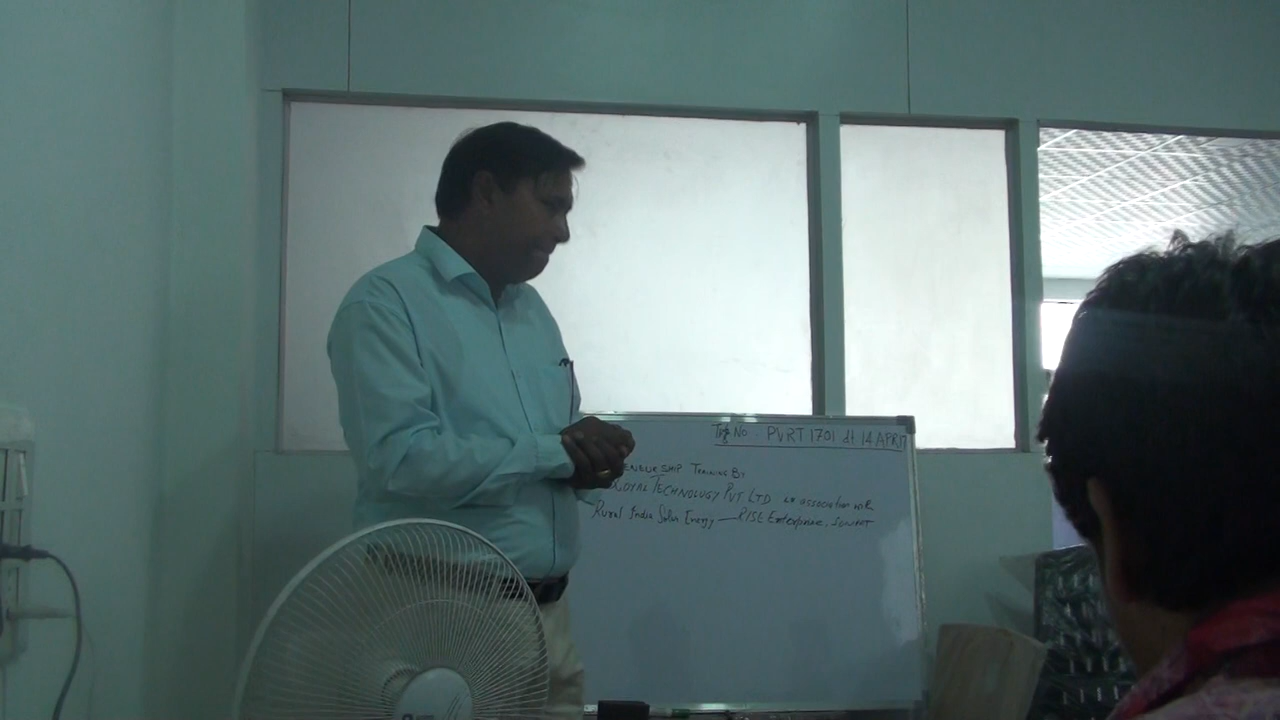 Trg No : PVRT 1701 dt 14 APR17
ENEURSHIP TRAINING BY
ROYAL TECHNOLOGY PVT LTD in association with
Rural India Solar Energy — RISE Enterprise,